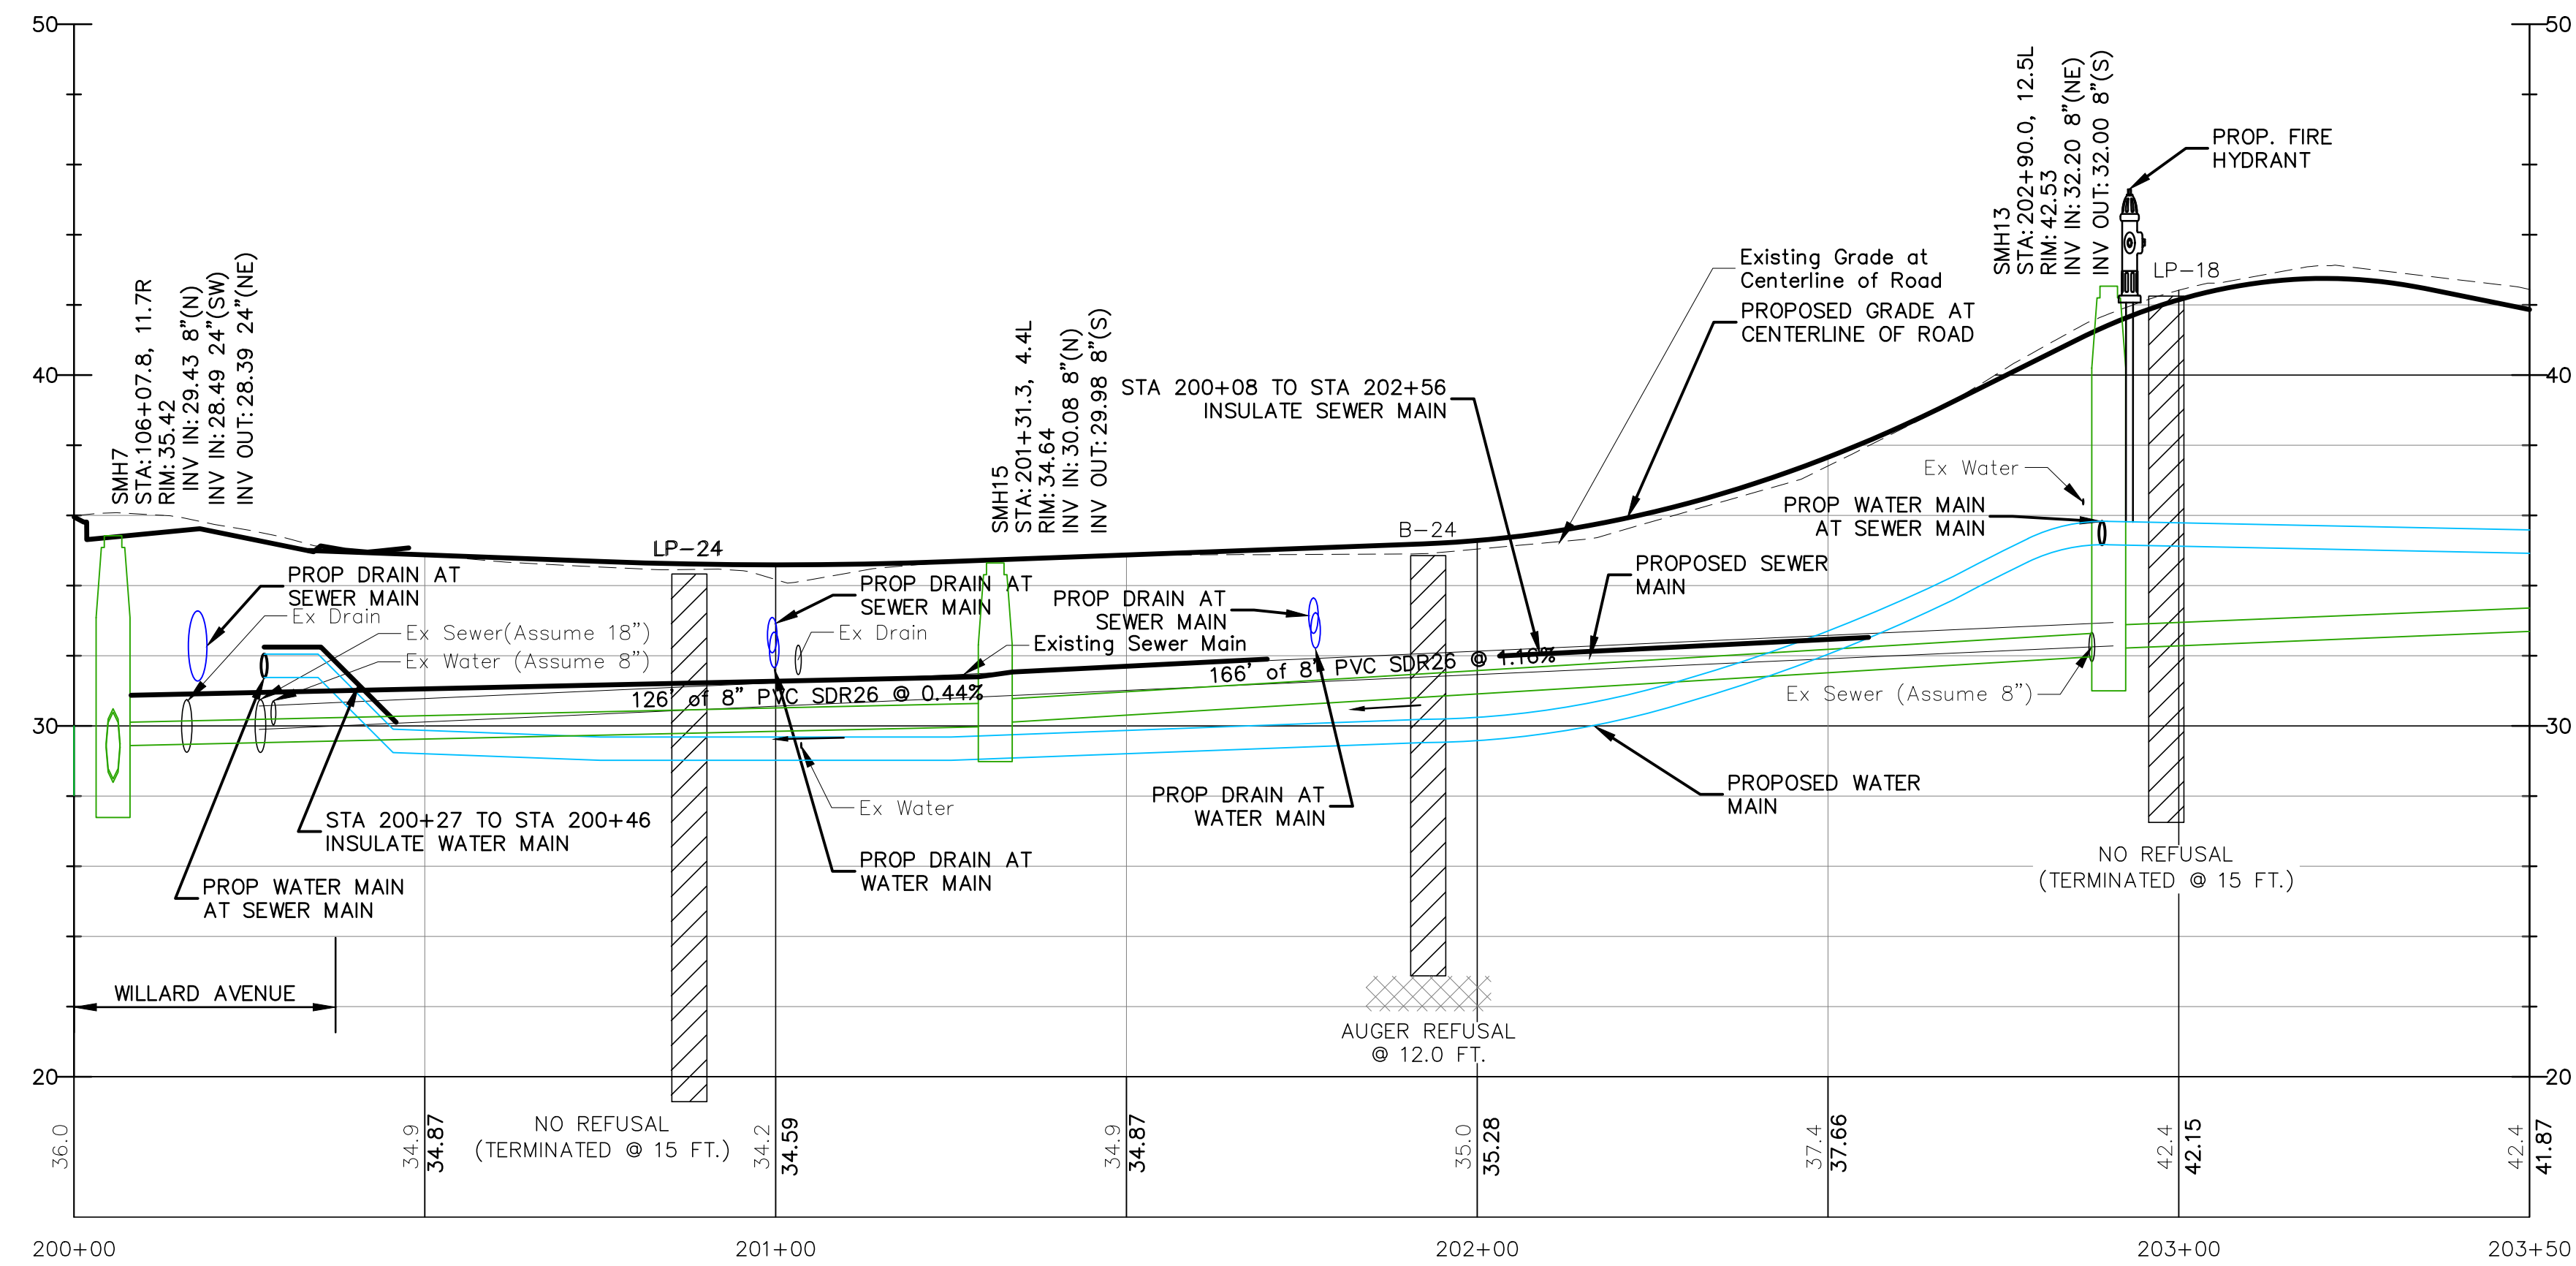 50
50
40
40
30
30
20
20
SMH7
STA:106+07.8, 11.7R
RIM:35.42
INV IN:29.43 8"(N)
INV IN:28.49 24"(SW)
INV OUT:28.39 24"(NE)
SMH15
STA:201+31.3, 4.4L
RIM:34.64
INV IN:30.08 8"(N)
INV OUT:29.98 8"(S)
SMH13
STA:202+90.0, 12.5L
RIM:42.53
INV IN:32.20 8"(NE)
INV OUT:32.00 8"(S)
PROP. FIRE
HYDRANT
LP-18
Existing Grade at
Centerline of Road
PROPOSED GRADE AT
CENTERLINE OF ROAD
STA 200+08 TO STA 202+56
INSULATE SEWER MAIN
Ex Water
PROP WATER MAIN
AT SEWER MAIN
B-24
LP-24
PROP DRAIN AT
SEWER MAIN
Ex Drain
Ex Sewer(Assume 18")
Ex Water (Assume 8")
PROP DRAIN AT
SEWER MAIN
Ex Drain
Existing Sewer Main
PROP DRAIN AT
SEWER MAIN
PROPOSED SEWER
MAIN
126' of 8" PVC SDR26 @ 0.44%
166' of 8" PVC SDR26 @ 1.10%
Ex Sewer (Assume 8")
STA 200+27 TO STA 200+46
INSULATE WATER MAIN
PROP WATER MAIN
AT SEWER MAIN
Ex Water
PROP DRAIN AT
WATER MAIN
PROP DRAIN AT
WATER MAIN
PROPOSED WATER
MAIN
NO REFUSAL
(TERMINATED @ 15 FT.)
WILLARD AVENUE
AUGER REFUSAL
@ 12.0 FT.
NO REFUSAL
(TERMINATED @ 15 FT.)
36.0
34.9
34.87
34.2
34.59
34.9
34.87
35.0
35.28
37.4
37.66
42.4
42.15
42.4
41.87
200+00
201+00
202+00
203+00
203+50